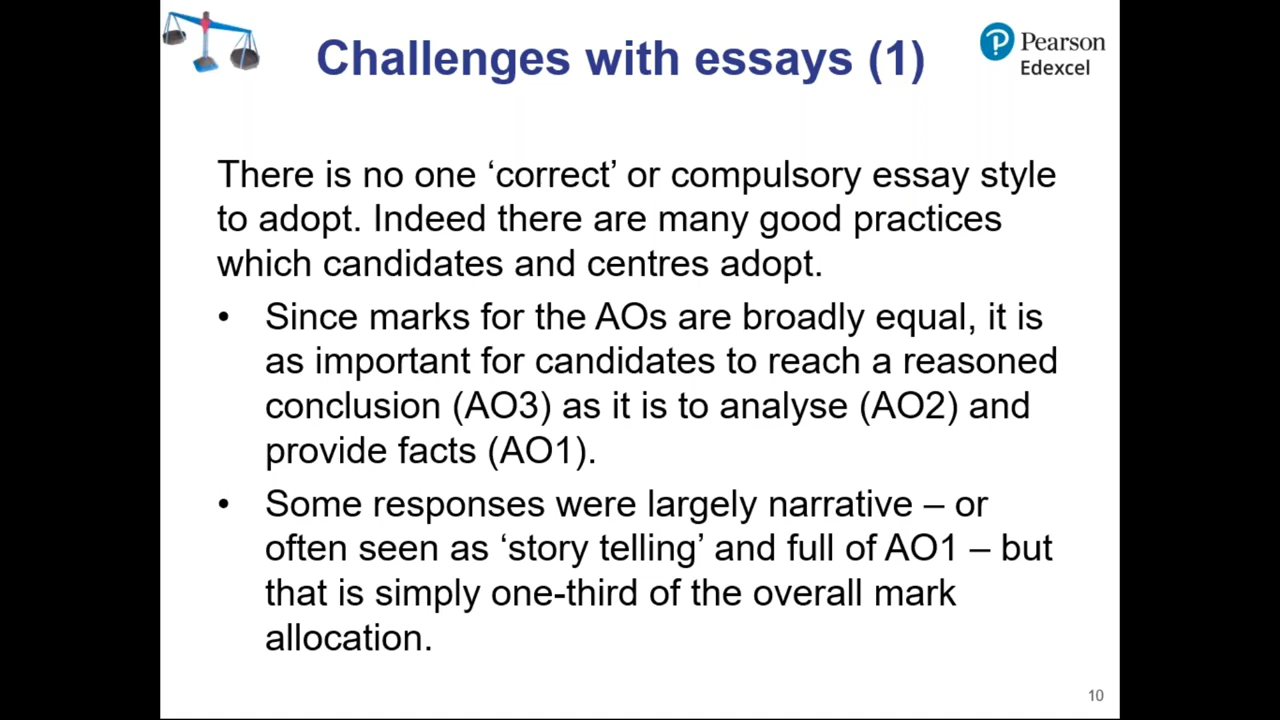 Challenges with essays (1)
Pearson
Edexcel
There is no one ‘correct’ or compulsory essay style
to adopt. Indeed there are many good practices
which candidates and centres adopt.
• Since marks for the AOs are broadly equal, it is
as important for candidates to reach a reasoned
conclusion (AO3) as it is to analyse (AO2) and
provide facts (AO1).
• Some responses were largely narrative – or
often seen as ‘story telling’ and full of AO1 – but
that is simply one-third of the overall mark
allocation.
10